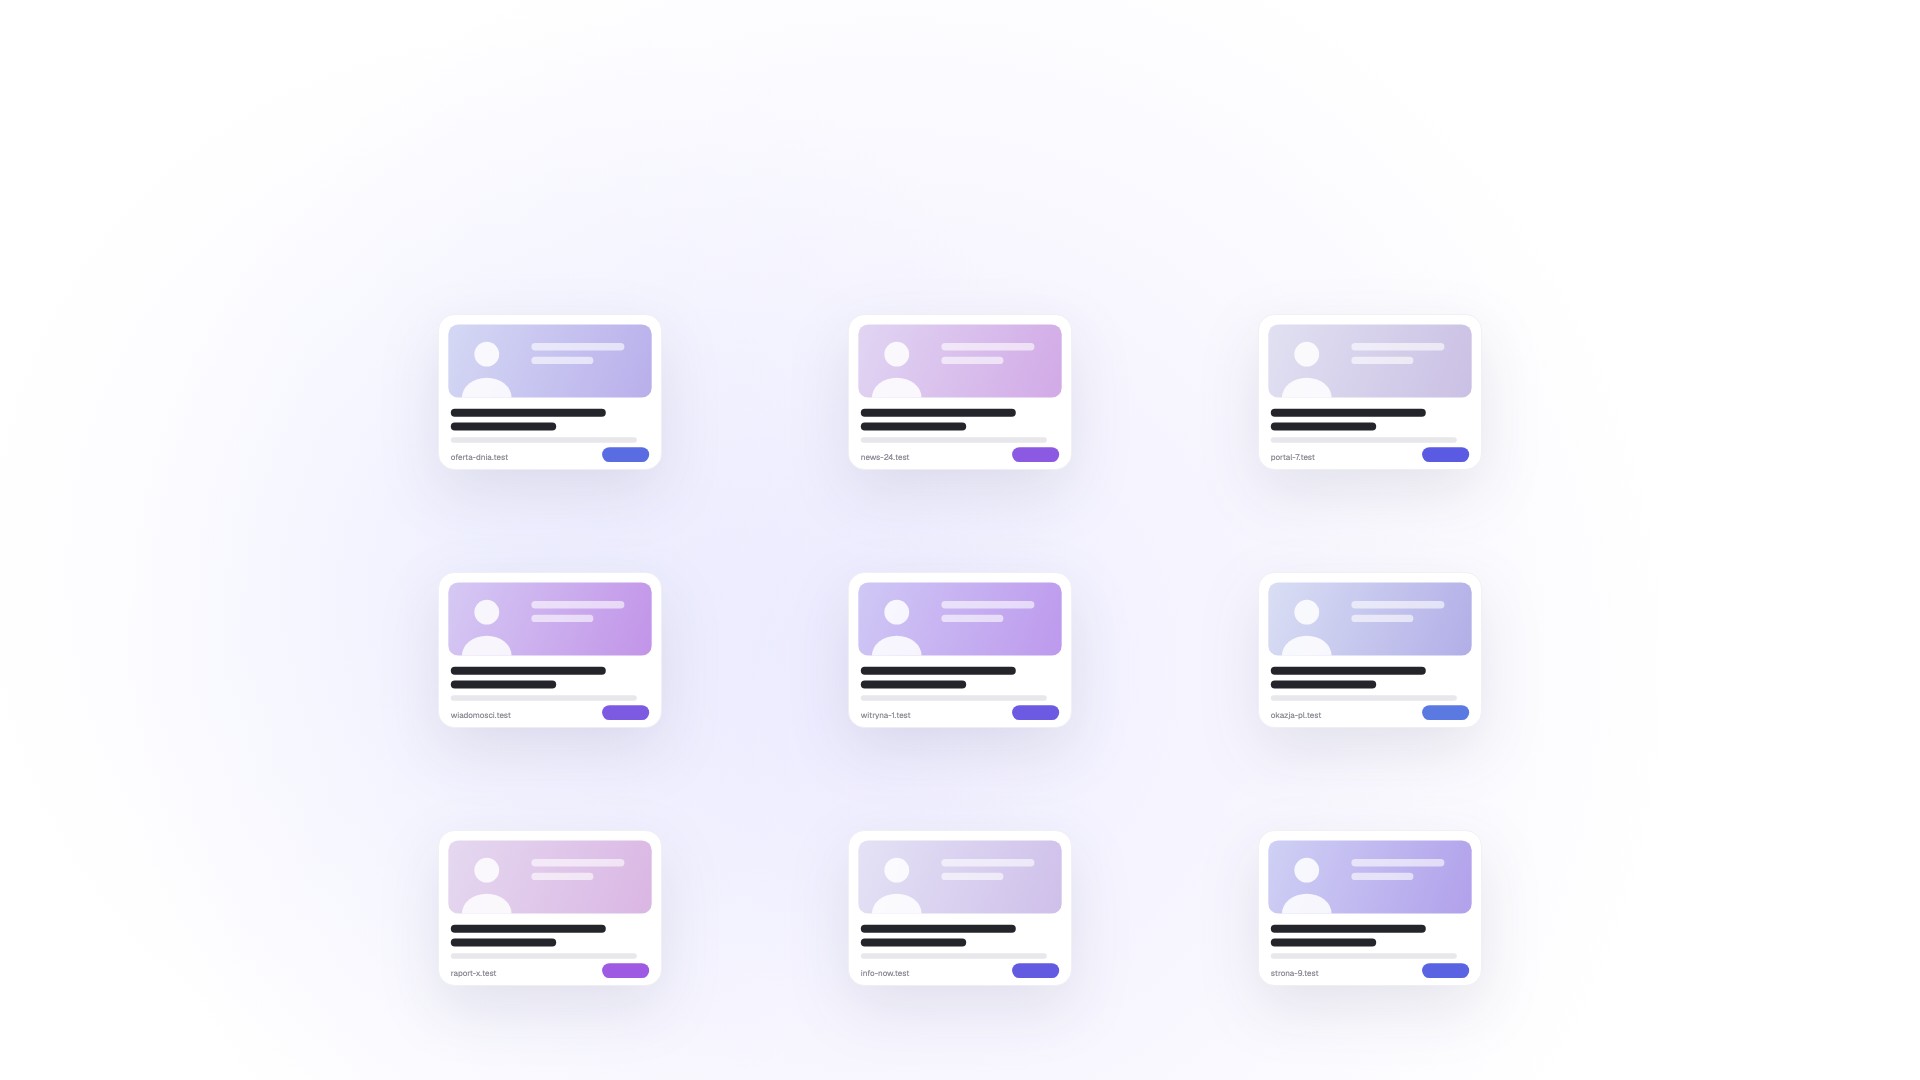 oferta-dnia.test
news-24.test
portal-7.test
wiadomosci.test
witryna-1.test
okazja-pl.test
raport-x.test
info-now.test
strona-9.test